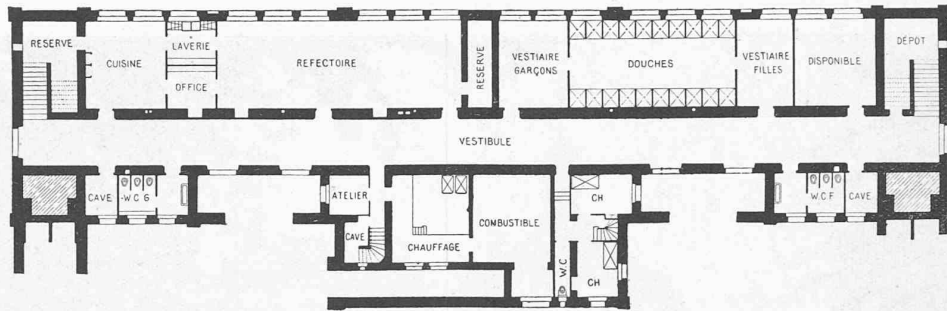 RESERVE
CUISINE
LAVERIE
OFFICE
REFECTOIRE
RESERVE
VESTIAIRE
GARÇONS
DOUCHES
VESTIAIRE
FILLES
DISPONIBLE
DÉPOT
VESTIBULE
CAVE
W.C G
ATELIER
CAVE
CHAUFFAGE
COMBUSTIBLE
W.C
CH
CH
W.C F
CAVE